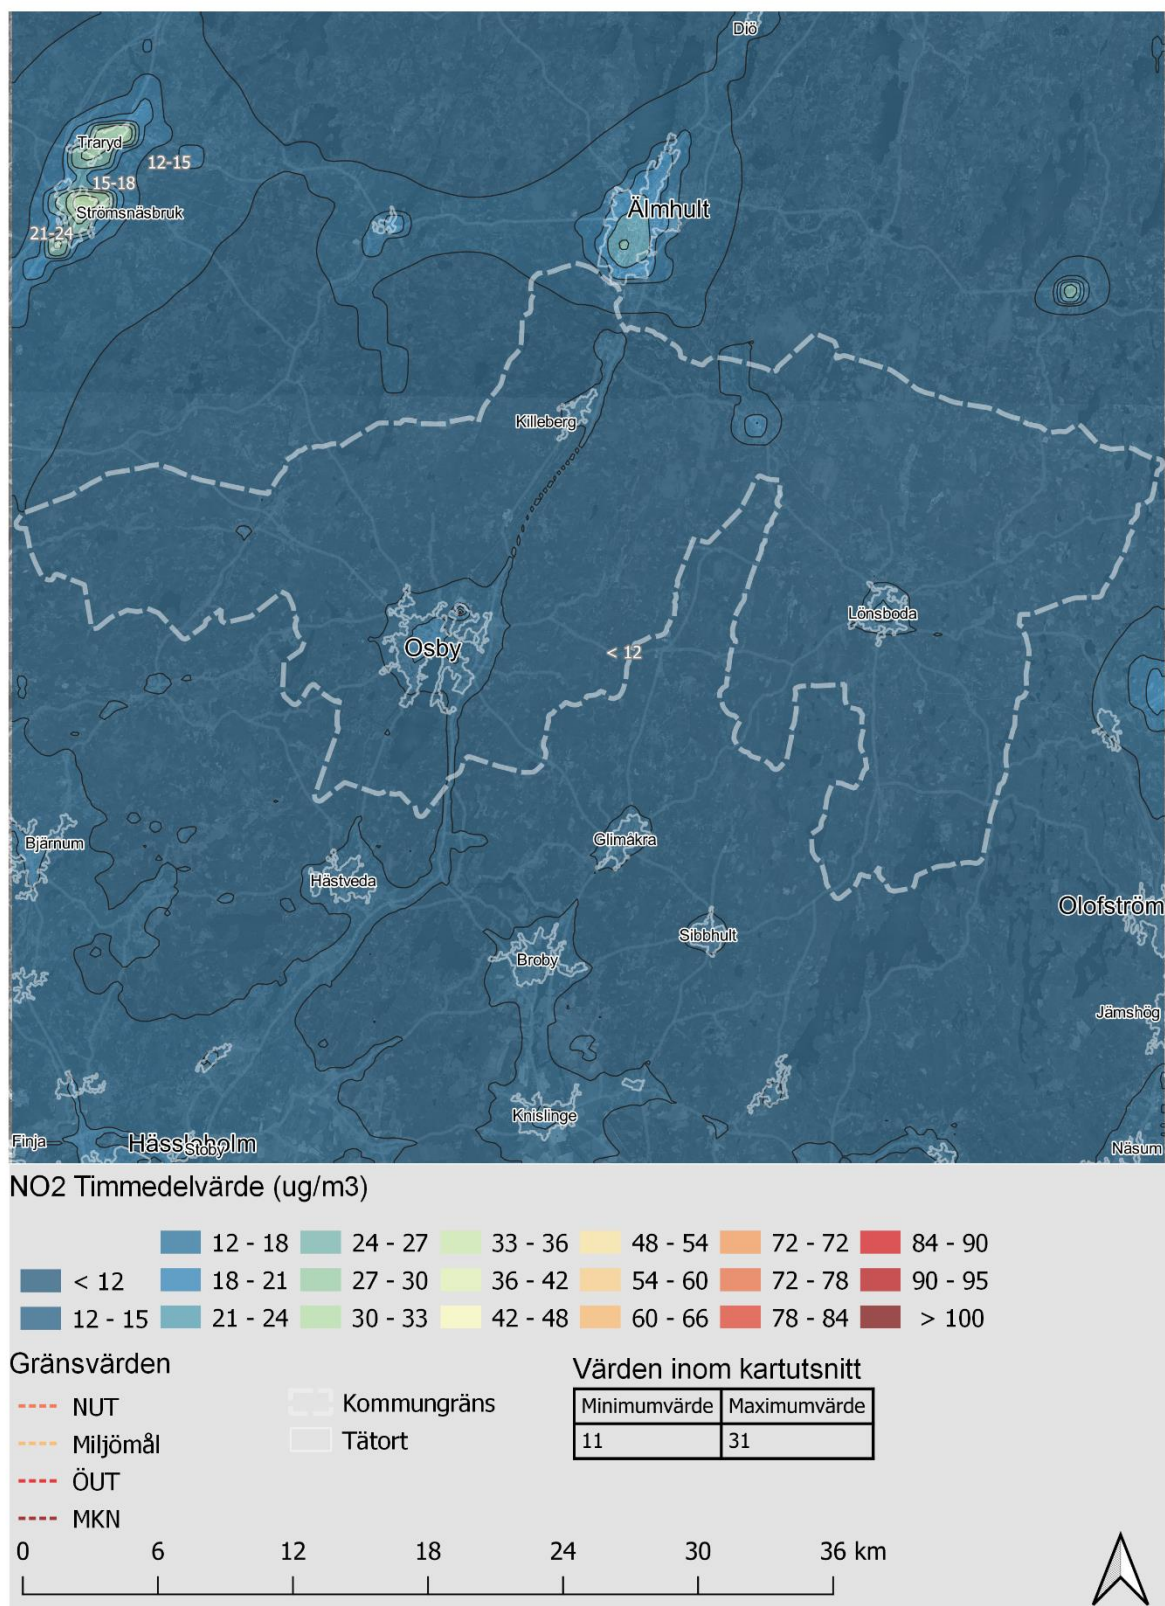 Diö
Traryd
12-15
15-18
Strömsnäsbruk
Älmhult
21-24
Killeberg
Lönsboda
Osby
< 12
Bjärnum
Glimåkra
Hästveda
Olofström
Sibbhult
Broby
Jämshög
Knislinge
Finja
Hässleholm
Stoby
Näsum
NO2 Timmedelvärde (ug/m3)
12 - 18 24 - 27 33 - 36 48 - 54 72 - 72 84 - 90
< 12 18 - 21 27 - 30 36 - 42 54 - 60 72 - 78 90 - 95
12 - 15 21 - 24 30 - 33 42 - 48 60 - 66 78 - 84 > 100
Gränsvärden
NUT
Miljömål
ÖUT
MKN
Kommungräns
Tätort
Värden inom kartutsnitt
Minimumvärde Maximumvärde
11 31
0 6 12 18 24 30 36 km